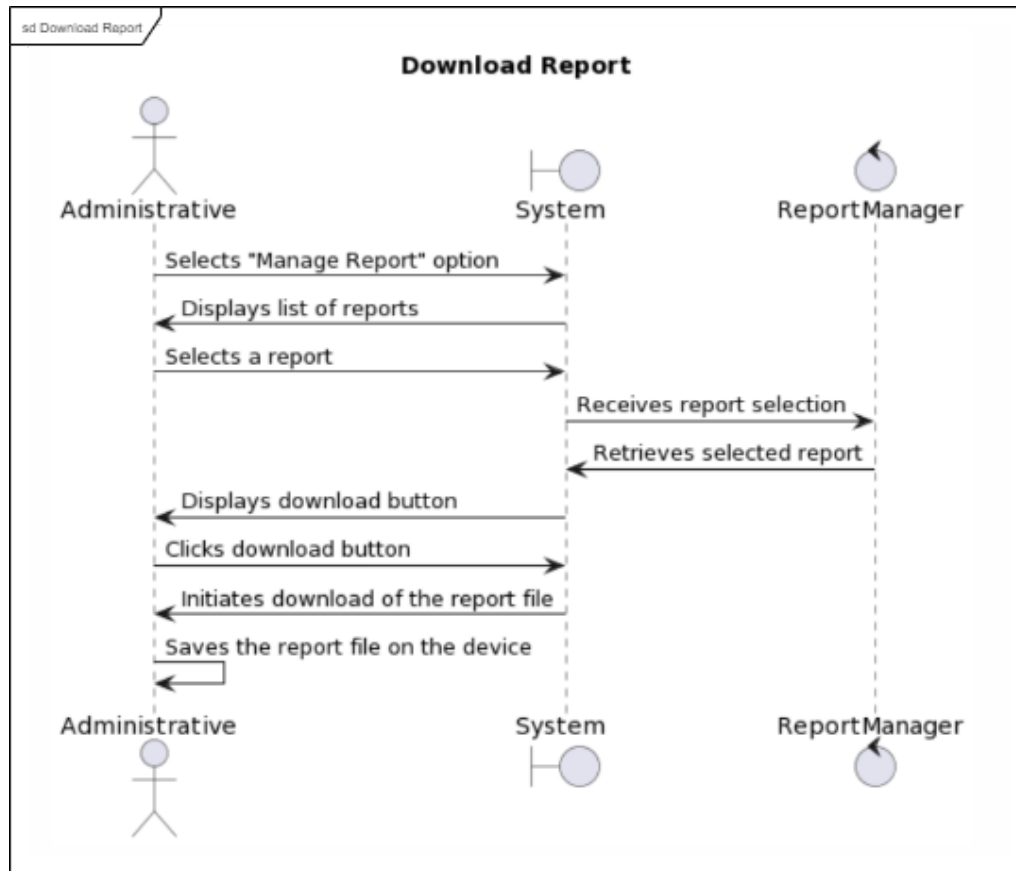 sd Download Report
Download Report
Administrative
System
ReportManager
Selects "Manage Report" option
Displays list of reports
Selects a report
Receives report selection
Retrieves selected report
Displays download button
Clicks download button
Initiates download of the report file
Saves the report file on the device
Administrative
System
ReportManager